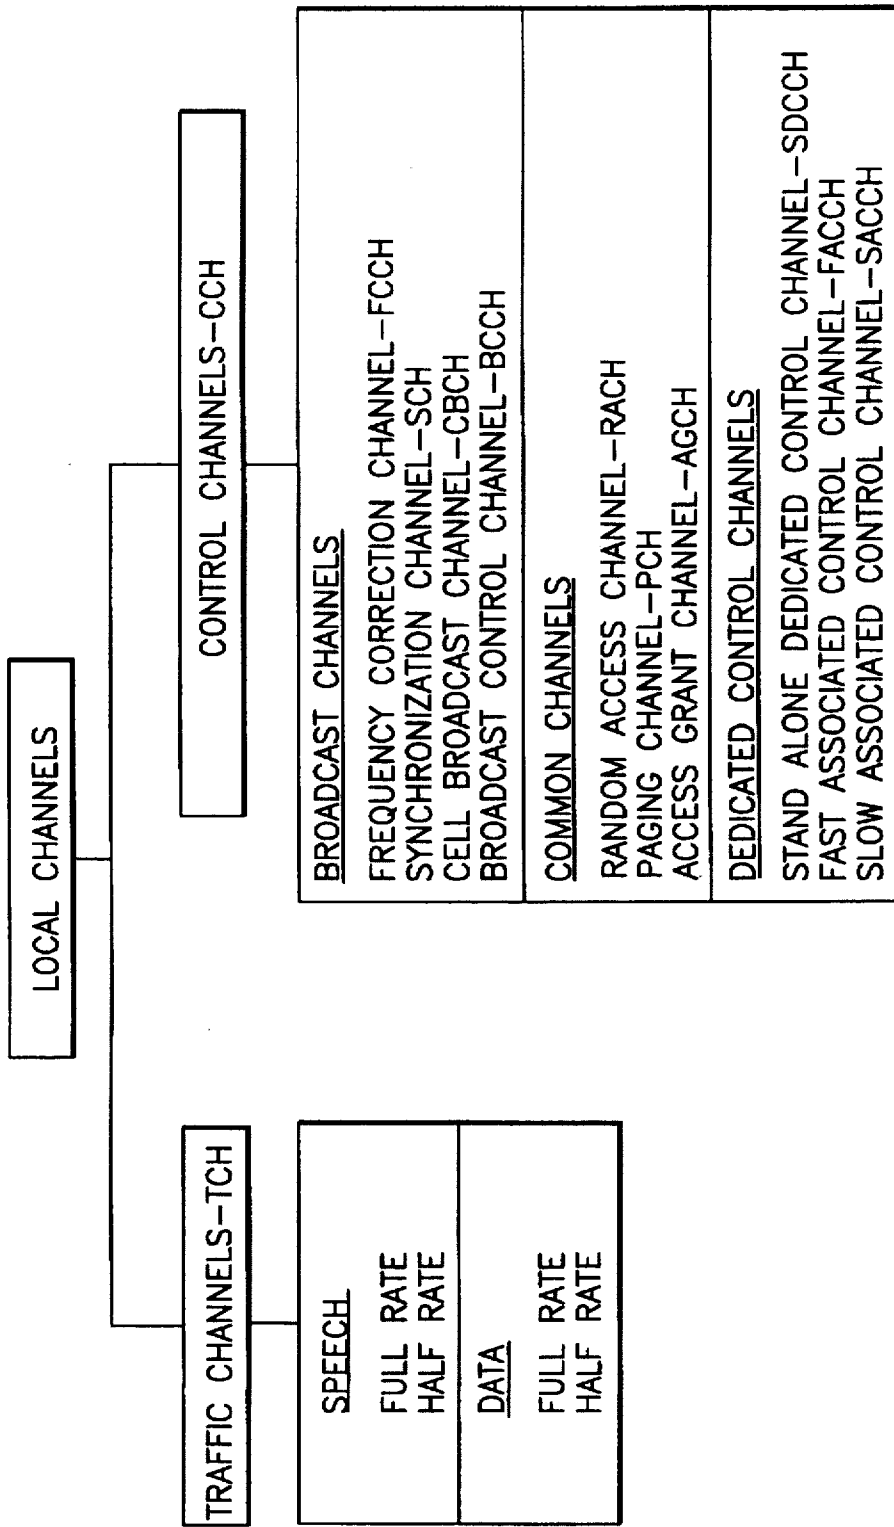 LOCAL CHANNELS
TRAFFIC CHANNELS-TCH
SPEECH
FULL RATE
HALF RATE
DATA
FULL RATE
HALF RATE
CONTROL CHANNELS-CCH
BROADCAST CHANNELS
FREQUENCY CORRECTION CHANNEL-FCCH
SYNCHRONIZATION CHANNEL-SCH
CELL BROADCAST CHANNEL-CBCH
BROADCAST CONTROL CHANNEL-BCCH
COMMON CHANNELS
RANDOM ACCESS CHANNEL-RACH
PAGING CHANNEL-PCH
ACCESS GRANT CHANNEL-AGCH
DEDICATED CONTROL CHANNELS
STAND ALONE DEDICATED CONTROL CHANNEL-SDCCH
FAST ASSOCIATED CONTROL CHANNEL-FACCH
SLOW ASSOCIATED CONTROL CHANNEL-SACCH